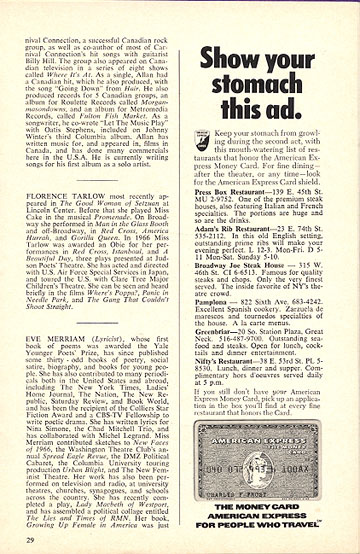 nival Connection, a successful Canadian rock
group, as well as co-author of most of Car-
nival Connection's hit songs with guitarist
Billy Hill. The group also appeared on Cana-
dian television in a series of eight shows
called Where It's At. As a single, Allan had
a Canadian hit, which he also produced, with
the song "Going Down" from Hair. He also
produced records for 5 Canadian groups, an
album for Roulette Records called Morgan-
masondowns, and an album for Metromedia
Records, called Fulton Fish Market. As a
songwriter, he co-wrote "Let The Music Play"
with Oatis Stephens, included on Johnny
Winter's third Columbia album. Allan has
written music for, and appeared in, films in
Canada, and has done many commercials
here in the U.S.A. He is currently writing
songs for his first album as a solo artist.
FLORENCE TARLOW most recently ap-
peared in The Good Woman of Setzuan at
Lincoln Center. Before that she played Miss
Cake in the musical Promenade. On Broad-
way she performed in Man in the Glass Booth
and off-Broadway, in Red Cross, America
Hurrah, and Gorilla Queen. In 1966 Miss
Tarlow was awarded an Obie for her per-
formances in Red Cross, Istanbul, and A
Beautiful Day, three plays presented at Jud-
son Poets' Theatre. She has acted and directed
with U.S. Air Force Special Services in Japan,
and toured the U.S. with Clare Tree Major
Children's Theatre. She can be seen and heard
briefly in the films Where's Poppa?, Panic in
Needle Park, and The Gang That Couldn't
Shoot Straight.
EVE MERRIAM (Lyricist), whose first
book of poems was awarded the Yale
Younger Poets' Prize, has since published
some thirty-odd books of poetry, social
satire, biography, and books for young peo-
ple. She has also contributed to many periodi-
cals both in the United States and abroad,
including The New York Times, Ladies'
Home Journal, The Nation, The New Re-
public, Saturday Review, and Book World,
and has been the recipient of the Colliers Star
Fiction Award and a CBS-TV Fellowship to
write poetic drama. She has written lyrics for
Nina Simone, the Chad Mitchell Trio, and
has collaborated with Michel Legrand. Miss
Merriam contributed sketches to New Faces
of 1966, the Washington Theatre Club's an-
nual Spread Eagle Revue, the DMZ Political
Cabaret, the Columbia University touring
production Urban Blight, and The New Fem-
inist Theatre. Her work has also been per-
formed on television and radio, at university
theatres, churches, synagogues, and schools
across the country. She has recently com-
pleted a play, Lady Macbeth of Westport,
and has assembled a political collage entitled
The Lies and Times of RMN. Her book,
Growing Up Female in America was just
29
Show your
stomach
this ad.
Keep your stomach from growl-
ing during the second act, with
this mouth-watering list of res-
taurants that honor the American Ex-
press Money Card. For fine dining—
after the theater, or any time—look
for the American Express Card shield.
Press Box Restaurant—139 E. 45th St.
MU 2-9752. One of the premium steak
houses, also featuring Italian and French
specialties. The portions are huge and
so are the drinks.
Adam's Rib Restaurant—23 E. 74th St.
535-2112. In this old English setting,
outstanding prime ribs will make your
evening perfect. L 12-3. Mon-Fri. D 5-
11 Mon-Sat. Sunday 5-10.
Broadway Joe Steak House — 315 W.
46th St. CI 6-6513. Famous for quality
steaks and chops. Only the very finest
served. The inside favorite of NY's the-
atre crowd.
Pamplona — 822 Sixth Ave. 683-4242.
Excellent Spanish cookery. Zarzuela de
marescos and tournedos specialties of
the house. A la carte menus.
Greenbriar—20 So. Station Plaza, Great
Neck. 516-487-9700. Outstanding sea-
food and steaks. Open for lunch, cock-
tails and dinner entertainment.
Nifty's Restaurant—38 E. 53rd St. PL 5-
8530. Lunch, dinner and supper. Com-
plimentary hors d'oeuvres served daily
at 5 p.m.
If you still don't have your American
Express Money Card, pick up an applica-
tion in the box you'll find at every fine
restaurant that honors the Card.
AMERICAN EXPRESS
THE MONEY CARD
CHARLES F FROST
THE MONEY CARD
AMERICAN EXPRESS
FOR PEOPLE WHO TRAVEL